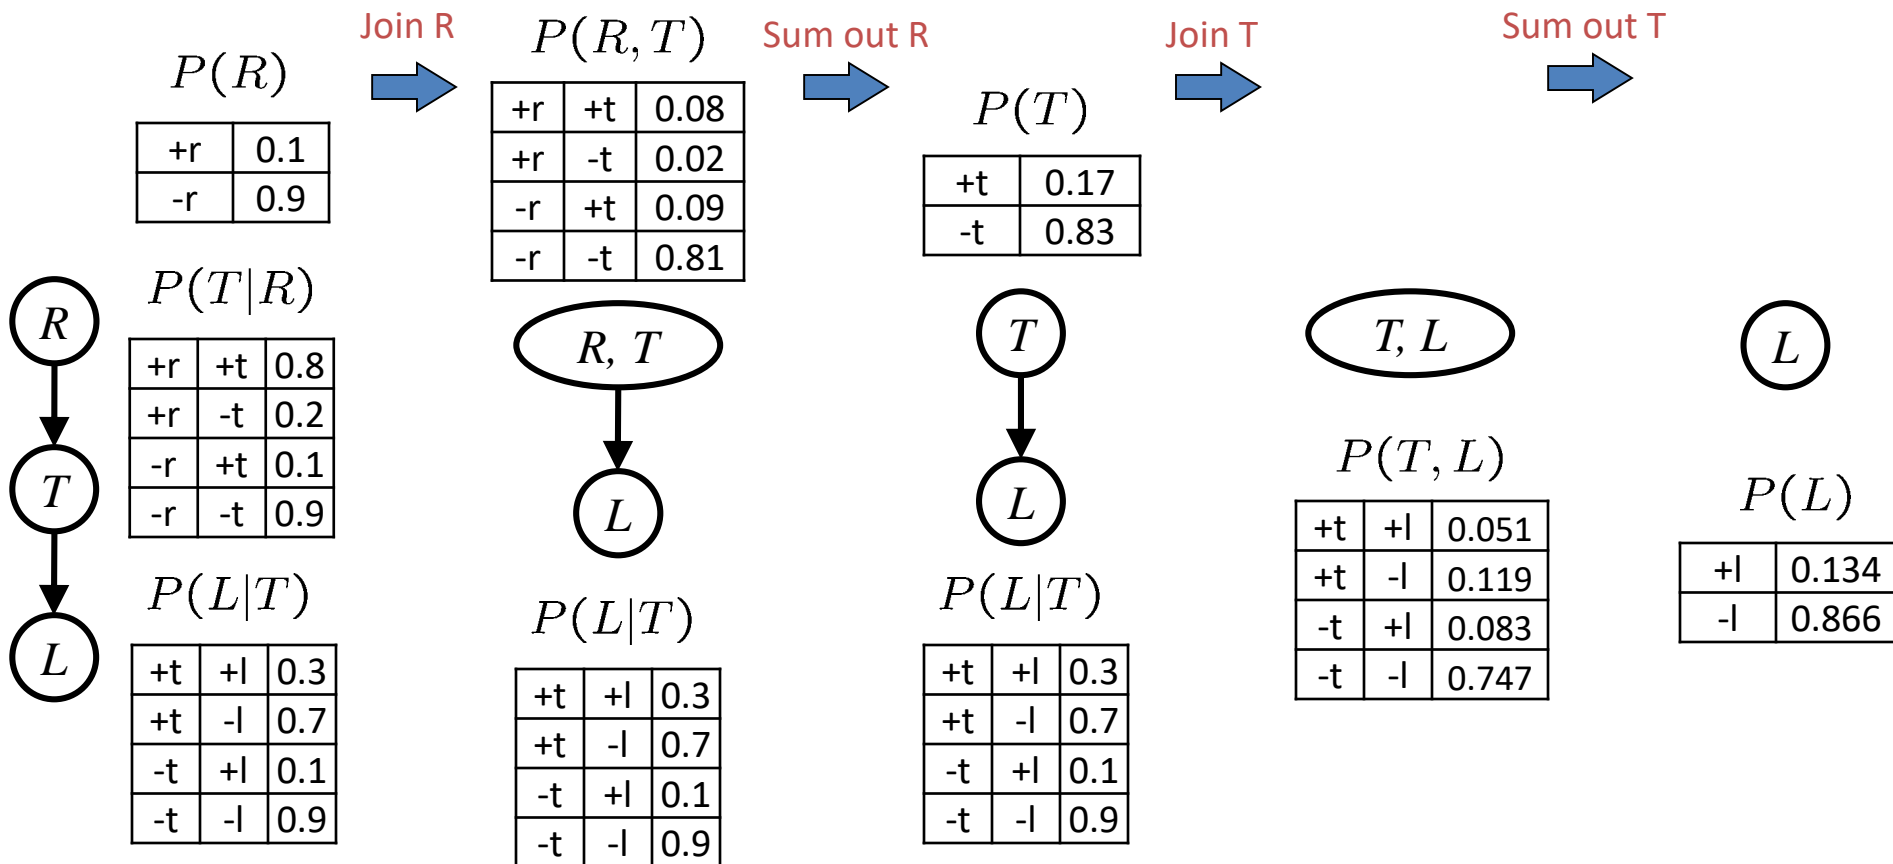 Join R
Sum out R
Join T
Sum out T
P(R)
+r 0.1
-r 0.9
P(T|R)
+r +t 0.8
+r -t 0.2
-r +t 0.1
-r -t 0.9
P(L|T)
+t +l 0.3
+t -l 0.7
-t +l 0.1
-t -l 0.9
R
T
L
P(R, T)
+r +t 0.08
+r -t 0.02
-r +t 0.09
-r -t 0.81
R, T
L
P(L|T)
+t +l 0.3
+t -l 0.7
-t +l 0.1
-t -l 0.9
P(T)
+t 0.17
-t 0.83
T
L
P(L|T)
+t +l 0.3
+t -l 0.7
-t +l 0.1
-t -l 0.9
T, L
P(T, L)
+t +l 0.051
+t -l 0.119
-t +l 0.083
-t -l 0.747
L
P(L)
+l 0.134
-l 0.866